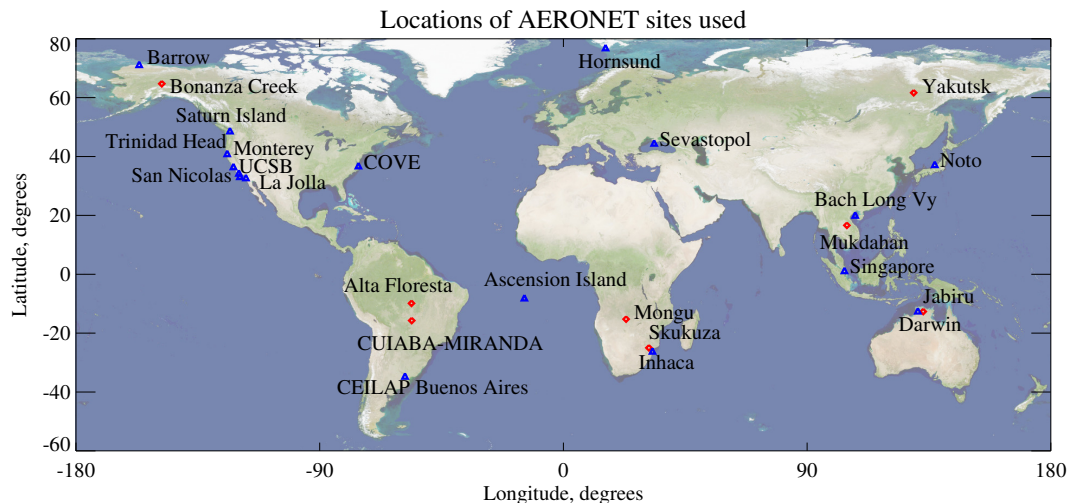 Locations of AERONET sites used
80
Barrow
Hornsund
Bonanza Creek
Yakutsk
60
Saturn Island
Trinidad Head
Monterey
Sevastopol
40
UCSB
COVE
Noto
San Nicolas
La Jolla
Bach Long Vy
20
Mukdahan
Latitude, degrees
0
Singapore
Alta Floresta
Ascension Island
Jabiru
Mongu
Darwin
-20
Skukuza
CUIABA-MIRANDA
Inhaca
CEILAP Buenos Aires
-40
-60
-180
-90
0
90
180
Longitude, degrees